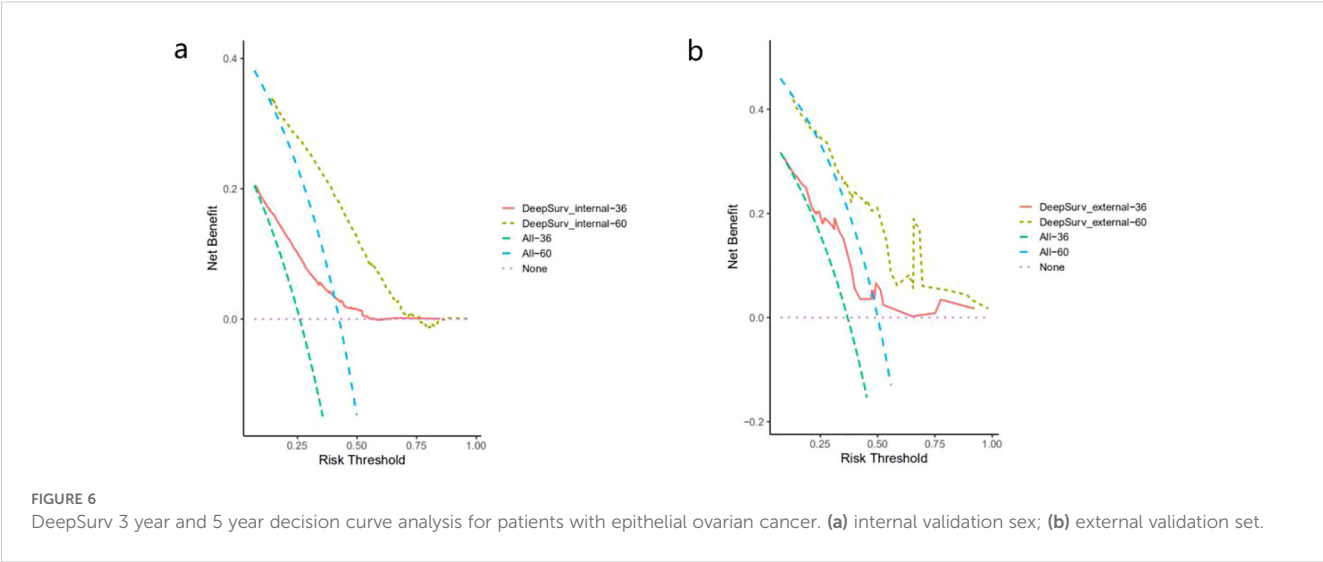 a
0.4
0.2
0.0
Net Benefit
0.25 0.50 0.75 1.00
Risk Threshold
DeepSurv_internal-36
DeepSurv_internal-60
All-36
All-60
None
b
0.4
0.2
0.0
-0.2
Net Benefit
0.25 0.50 0.75 1.00
Risk Threshold
DeepSurv_external-36
DeepSurv_external-60
All-36
All-60
None
FIGURE 6
DeepSurv 3 year and 5 year decision curve analysis for patients with epithelial ovarian cancer. (a) internal validation sex; (b) external validation set.